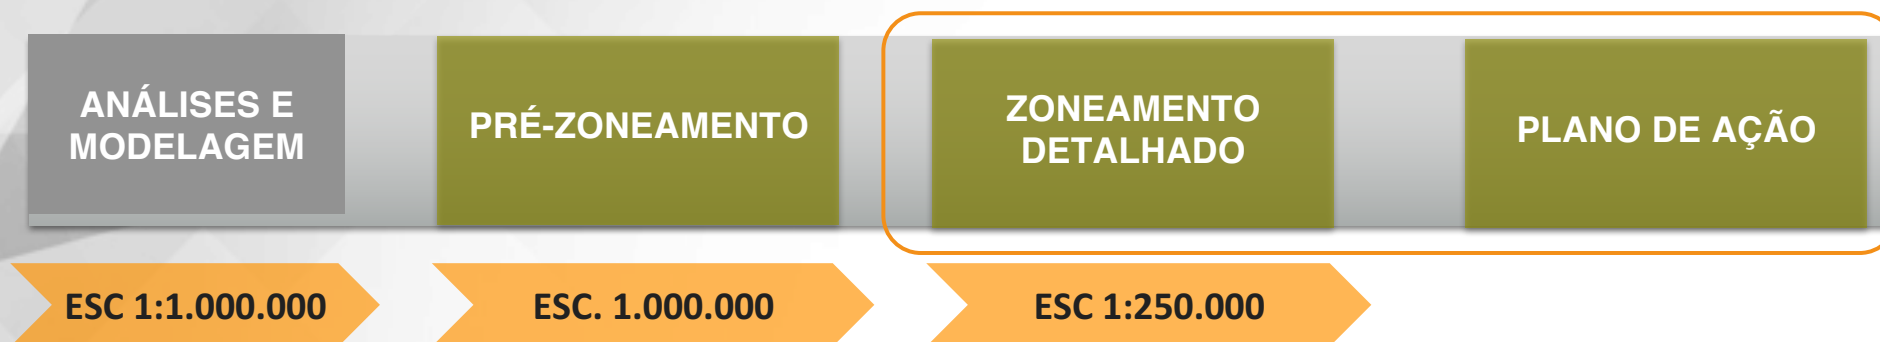 ANÁLISES E
MODELAGEM
PRÉ-ZONEAMENTO
ZONEAMENTO
DETALHADO
PLANO DE AÇÃO
ESC 1:1.000.000
ESC. 1.000.000
ESC 1:250.000